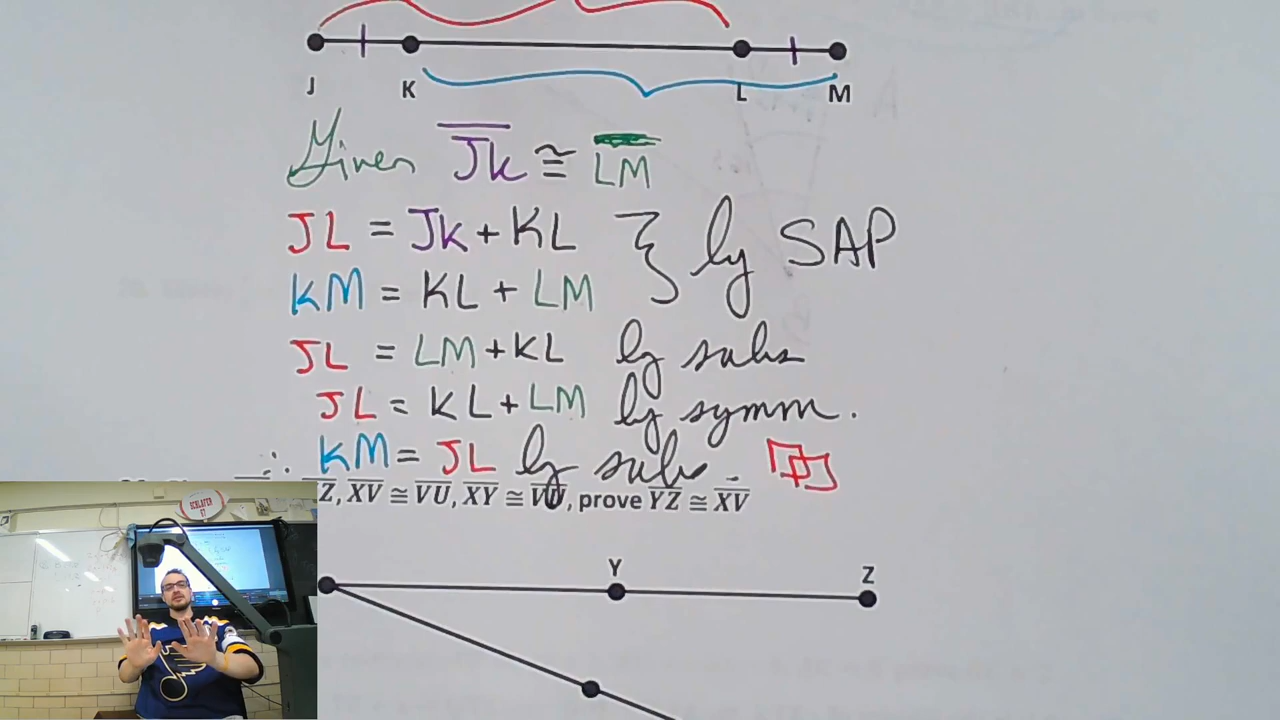 J K L M
Given JK ≅ LM
JL = JK + KL } by SAP
KM = KL + LM
JL = LM + KL by subs
JL = KL + LM by symm.
∴ KM = JL by subs.
Z, XV ≅ VU, XY ≅ VU, prove YZ ≅ XV
Y Z